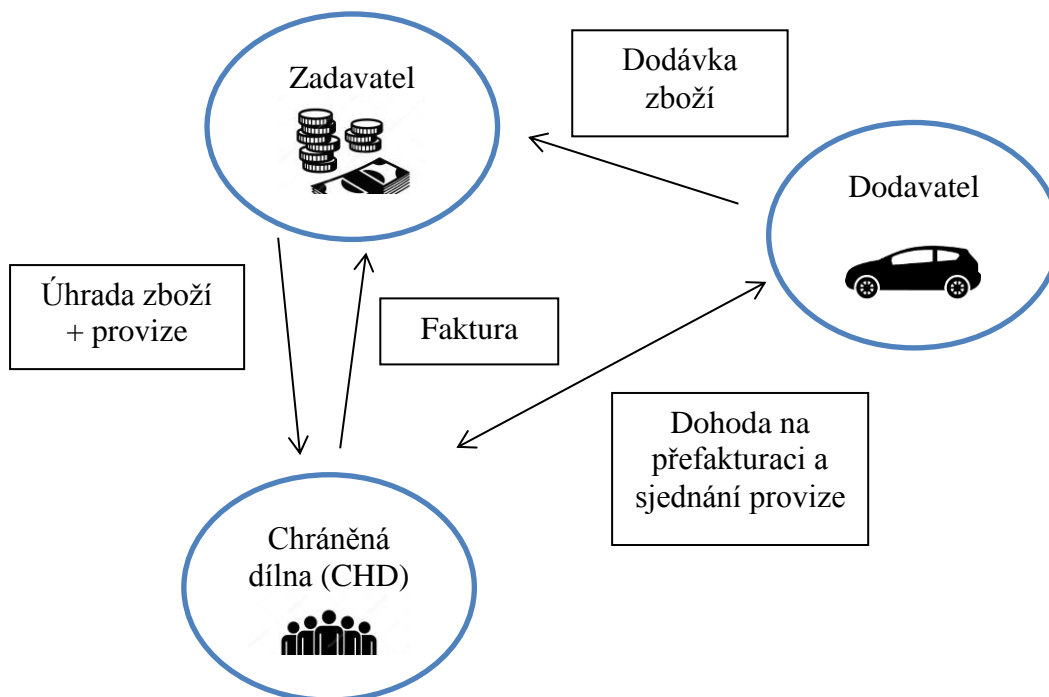 Zadavatel
Dodávka
zboží
Dodavatel
Úhrada zboží
+ provize
Faktura
Dohoda na
přefakturaci a
sjednání provize
Chráněná
dílna (CHD)